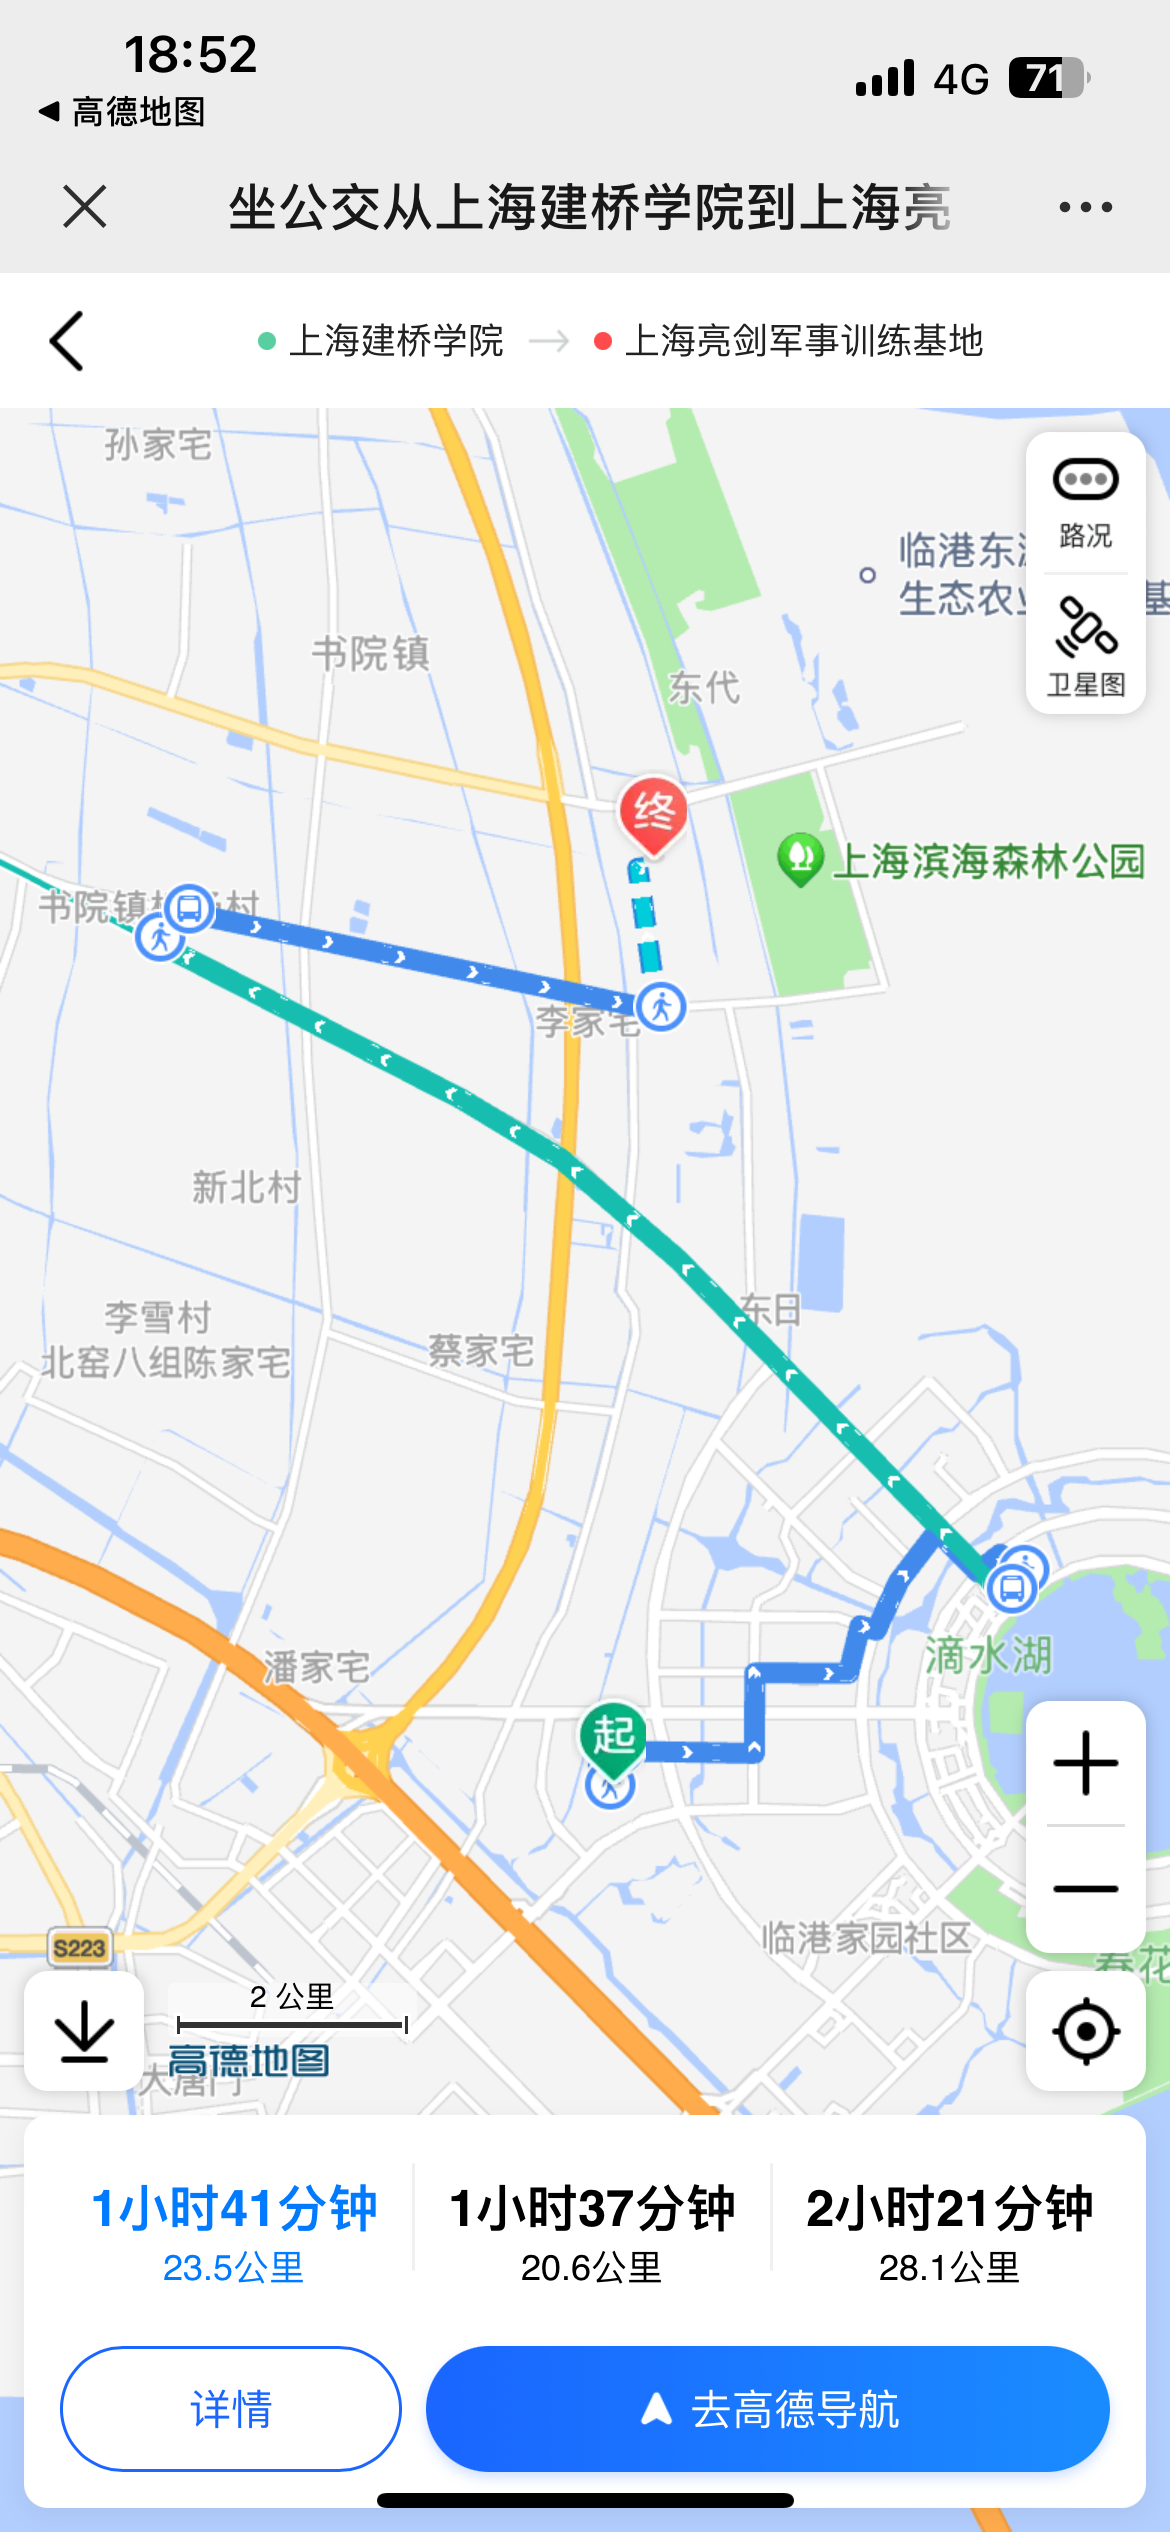 18:52
4G
71
高德地图
坐公交从上海建桥学院到上海亮
上海建桥学院
上海亮剑军事训练基地
孙家宅
路况
临港东
生态农
基
卫星图
书院镇
东代
终
上海滨海森林公园
书院镇
村
李家宅
新北村
东日
李雪村
北窑八组陈家宅
蔡家宅
滴水湖
潘家宅
起
临港家园社区
S223
春花
2 公里
高德地图
1小时41分钟
1小时37分钟
2小时21分钟
23.5公里
20.6公里
28.1公里
详情
去高德导航